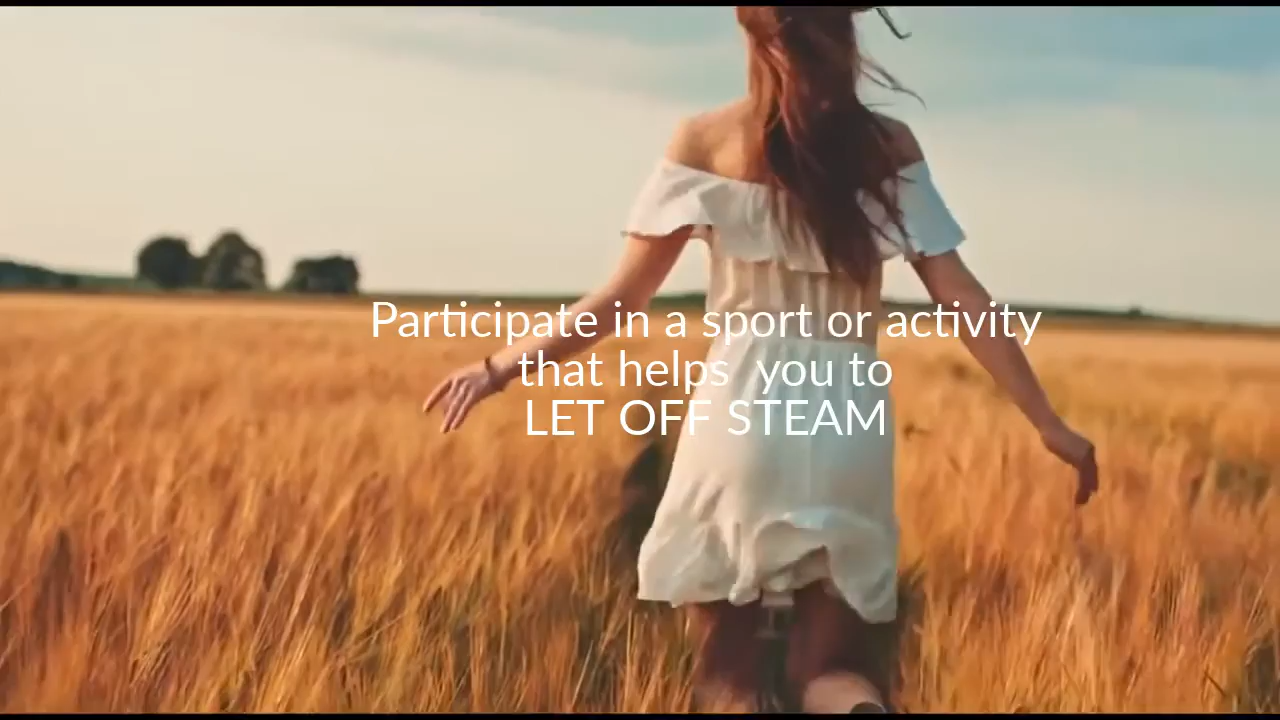 Participate in a sport or activity
that helps  you to
LET OFF STEAM